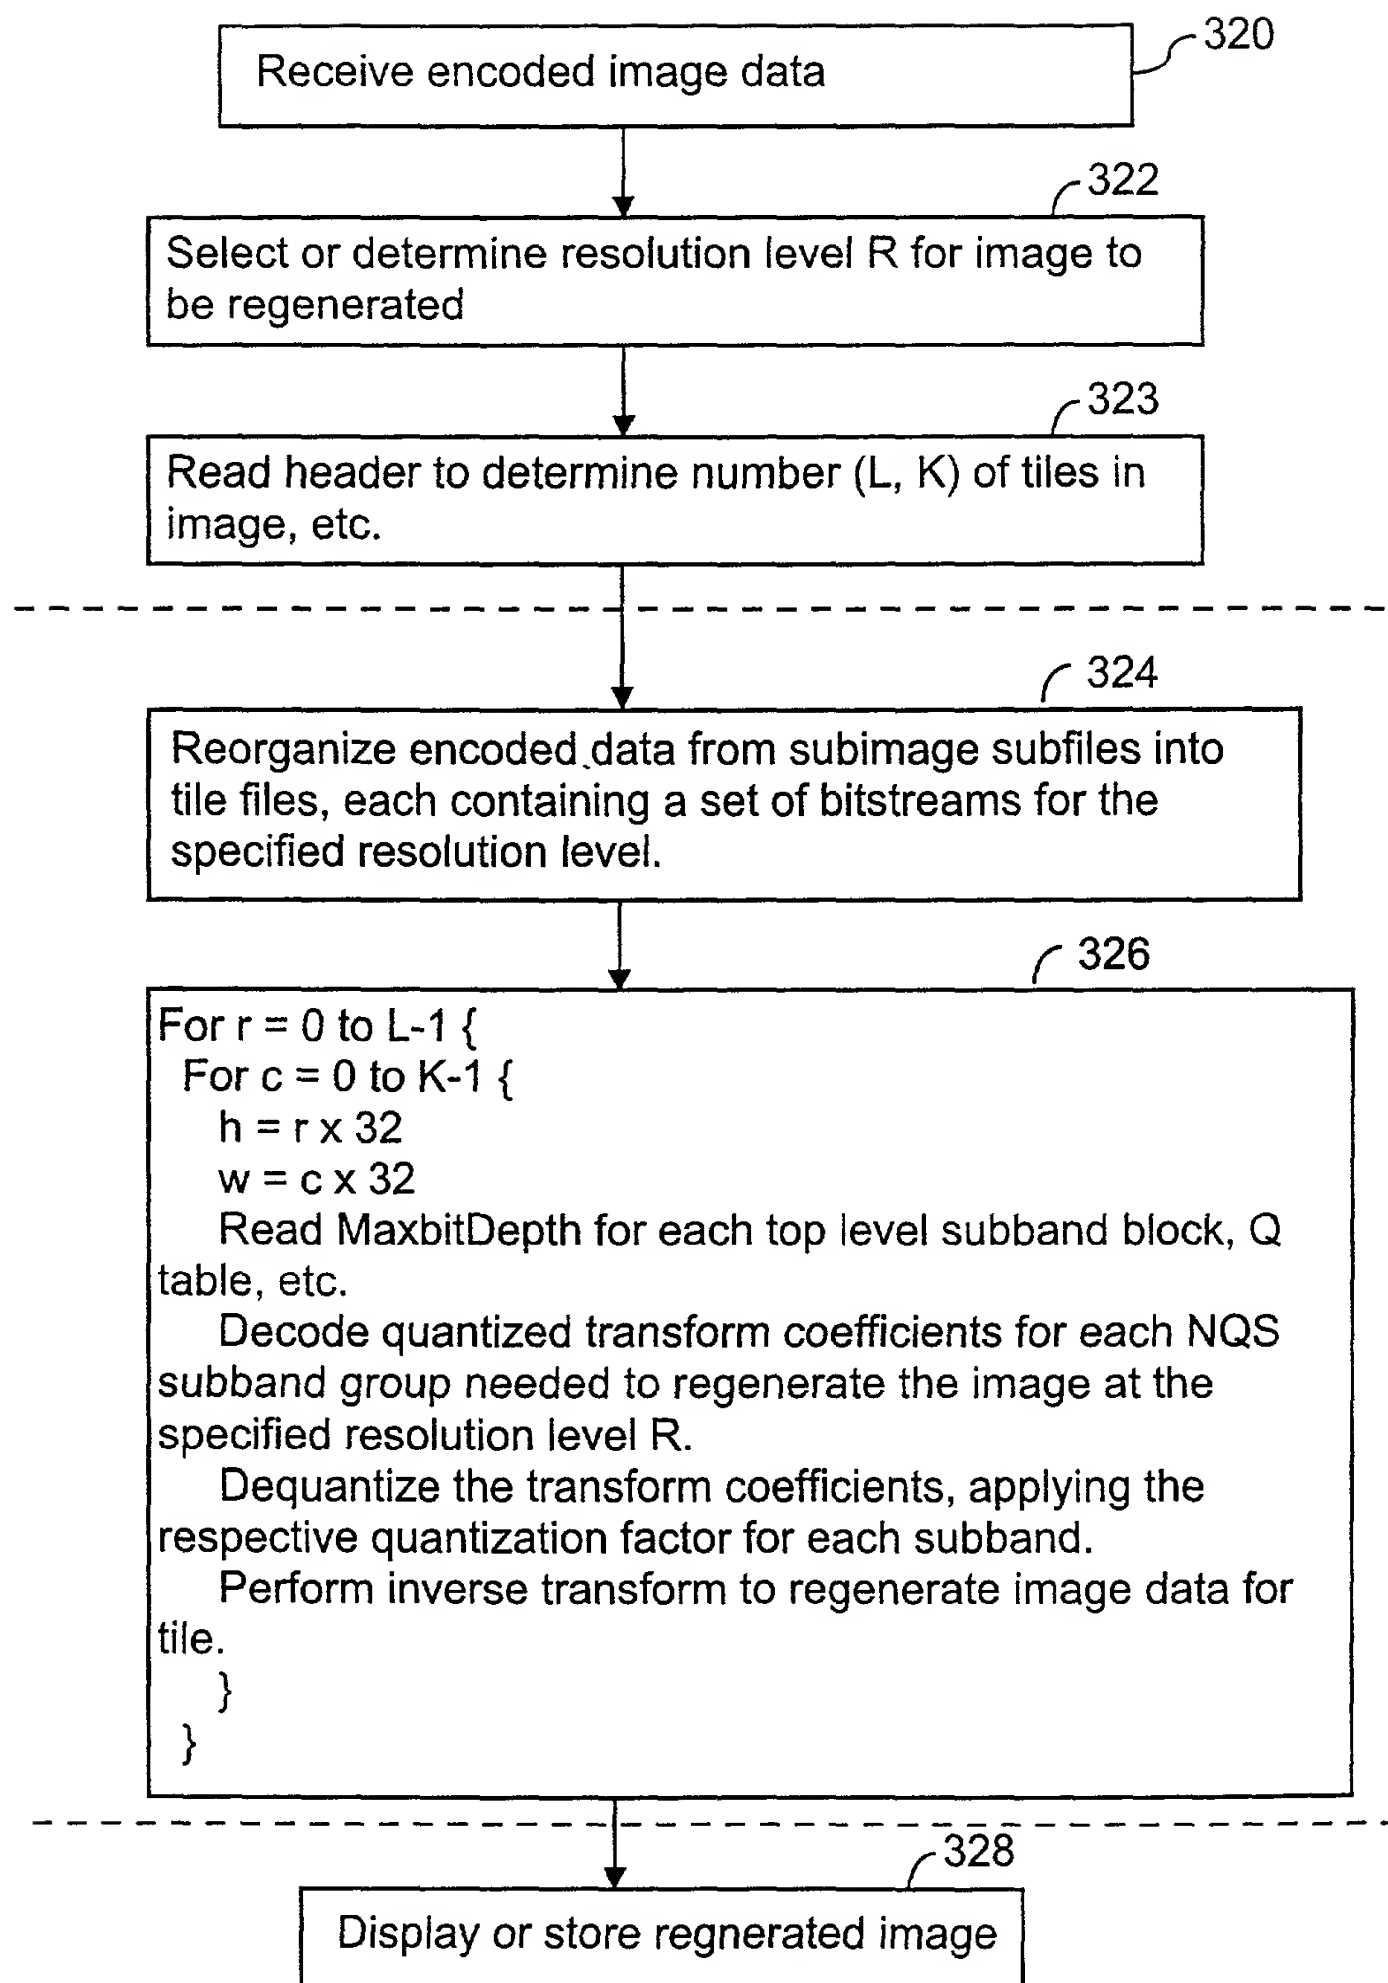 320
Receive encoded image data
322
Select or determine resolution level R for image to
be regenerated
323
Read header to determine number (L, K) of tiles in
image, etc.
324
Reorganize encoded data from subimage subfiles into
tile files, each containing a set of bitstreams for the
specified resolution level.
326
For r = 0 to L-1 {
For c = 0 to K-1 {
h = r x 32
w = c x 32
Read MaxbitDepth for each top level subband block, Q
table, etc.
Decode quantized transform coefficients for each NQS
subband group needed to regenerate the image at the
specified resolution level R.
Dequantize the transform coefficients, applying the
respective quantization factor for each subband.
Perform inverse transform to regenerate image data for
tile.
}
}
328
Display or store regnerated image